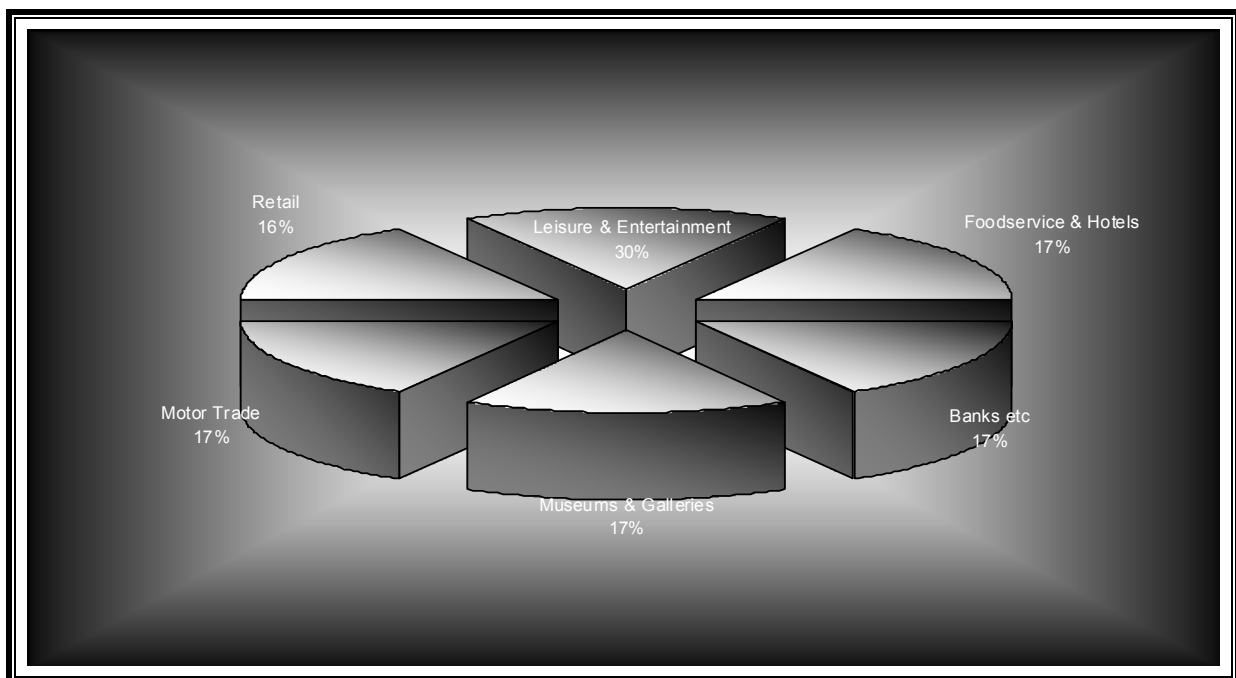 Retail
16%
Leisure & Entertainment
30%
Foodservice & Hotels
17%
Motor Trade
17%
Banks etc
17%
Museums & Galleries
17%